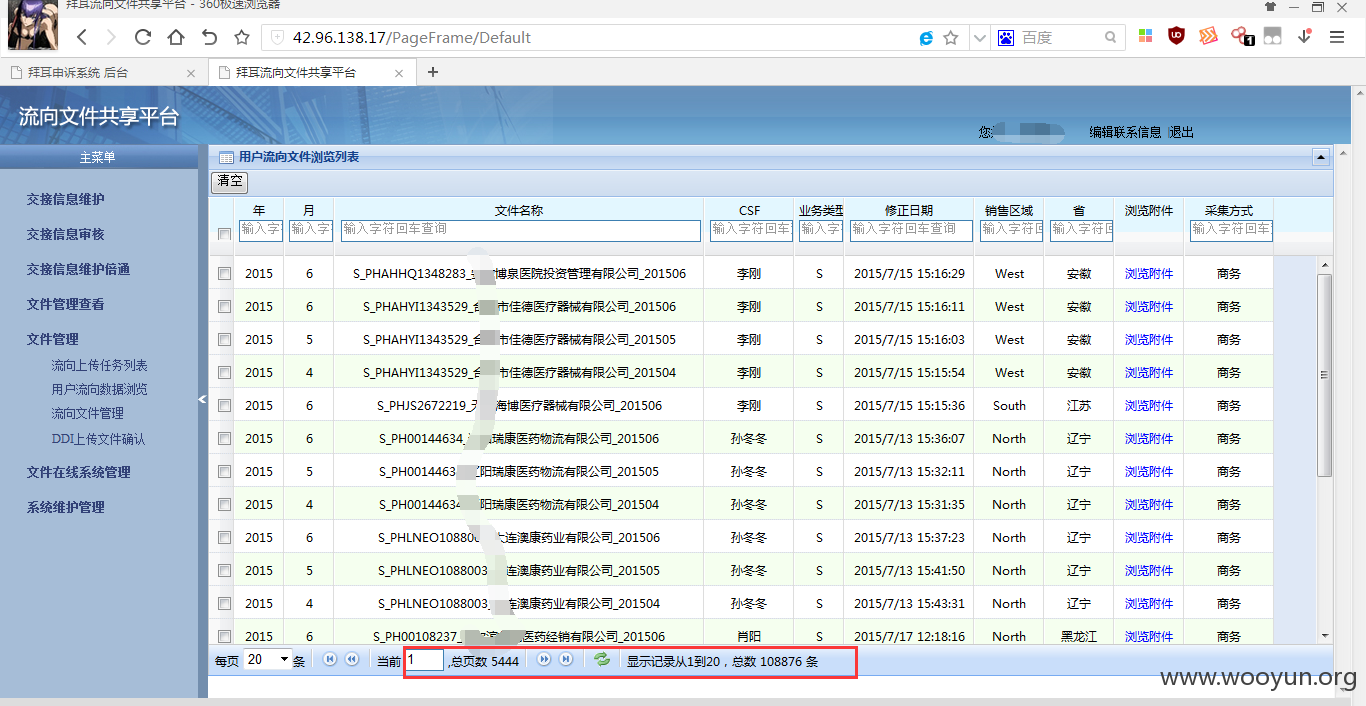 拜耳流向文件共享平台 - 360极速浏览器
42.96.138.17/PageFrame/Default
百度
1
拜耳申诉系统 后台
拜耳流向文件共享平台
流向文件共享平台
您
编辑联系信息 |退出
主菜单
交接信息维护
交接信息审核
交接信息维护倍通
文件管理查看
文件管理
流向上传任务列表
用户流向数据浏览
流向文件管理
DDI上传文件确认
文件在线系统管理
系统维护管理
用户流向文件浏览列表
清空
年 月 文件名称 CSF 业务类型 修正日期 销售区域 省 浏览附件 采集方式
输入字 输入字 输入字符回车查询 输入字符回车 输入字 输入字符回车查询 输入字符回 输入字符回 输入字符回车
2015 6 S_PHAHHQ1348283_ 博泉医院投资管理有限公司_201506 李刚 S 2015/7/15 15:16:29 West 安徽 浏览附件 商务
2015 6 S_PHAHYI1343529_ 市佳德医疗器械有限公司_201506 李刚 S 2015/7/15 15:16:11 West 安徽 浏览附件 商务
2015 5 S_PHAHYI1343529_ 市佳德医疗器械有限公司_201505 李刚 S 2015/7/15 15:16:03 West 安徽 浏览附件 商务
2015 4 S_PHAHYI1343529_ 市佳德医疗器械有限公司_201504 李刚 S 2015/7/15 15:15:54 West 安徽 浏览附件 商务
2015 6 S_PHJS2672219_ 海博医疗器械有限公司_201506 李刚 S 2015/7/15 15:15:36 South 江苏 浏览附件 商务
2015 6 S_PH00144634_ 瑞康医药物流有限公司_201506 孙冬冬 S 2015/7/13 15:36:07 North 辽宁 浏览附件 商务
2015 5 S_PH0014463 阳瑞康医药物流有限公司_201505 孙冬冬 S 2015/7/13 15:32:11 North 辽宁 浏览附件 商务
2015 4 S_PH00144634 阳瑞康医药物流有限公司_201504 孙冬冬 S 2015/7/13 15:31:35 North 辽宁 浏览附件 商务
2015 6 S_PHLNEO10880 连澳康药业有限公司_201506 孙冬冬 S 2015/7/13 15:37:23 North 辽宁 浏览附件 商务
2015 5 S_PHLNEO1088003_ 连澳康药业有限公司_201505 孙冬冬 S 2015/7/13 15:41:50 North 辽宁 浏览附件 商务
2015 4 S_PHLNEO1088003_ 连澳康药业有限公司_201504 孙冬冬 S 2015/7/13 15:43:31 North 辽宁 浏览附件 商务
2015 6 S_PH00108237_ 医药经销有限公司_201506 肖阳 S 2015/7/17 12:18:16 North 黑龙江 浏览附件 商务
每页 20 条 当前 1 ,总页数 5444 显示记录从1到20，总数 108876 条
www.wooyun.org